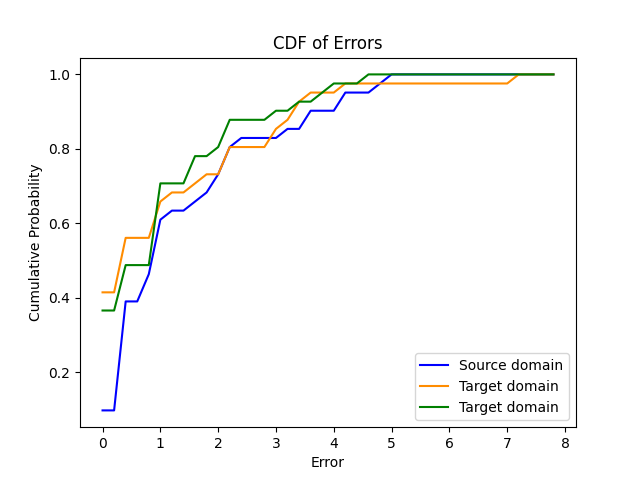 CDF of Errors
1.0
0.8
0.6
0.4
0.2
Cumulative Probability
0 1 2 3 4 5 6 7 8
Error
Source domain
Target domain
Target domain